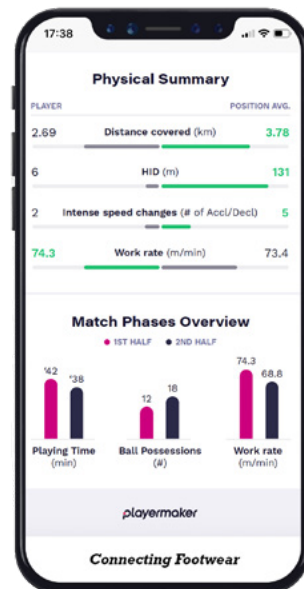 17:38
Physical Summary
PLAYER POSITION AVG.
2.69 Distance covered (km) 3.78
6 HID (m) 131
2 Intense speed changes (# of Accl/Decl) 5
74.3 Work rate (m/min) 73.4
Match Phases Overview
1ST HALF 2ND HALF
'42 '38 12 18 74.3 68.8
Playing Time Ball Possessions Work rate
(min) (#) (m/min)
playermaker
Connecting Footwear